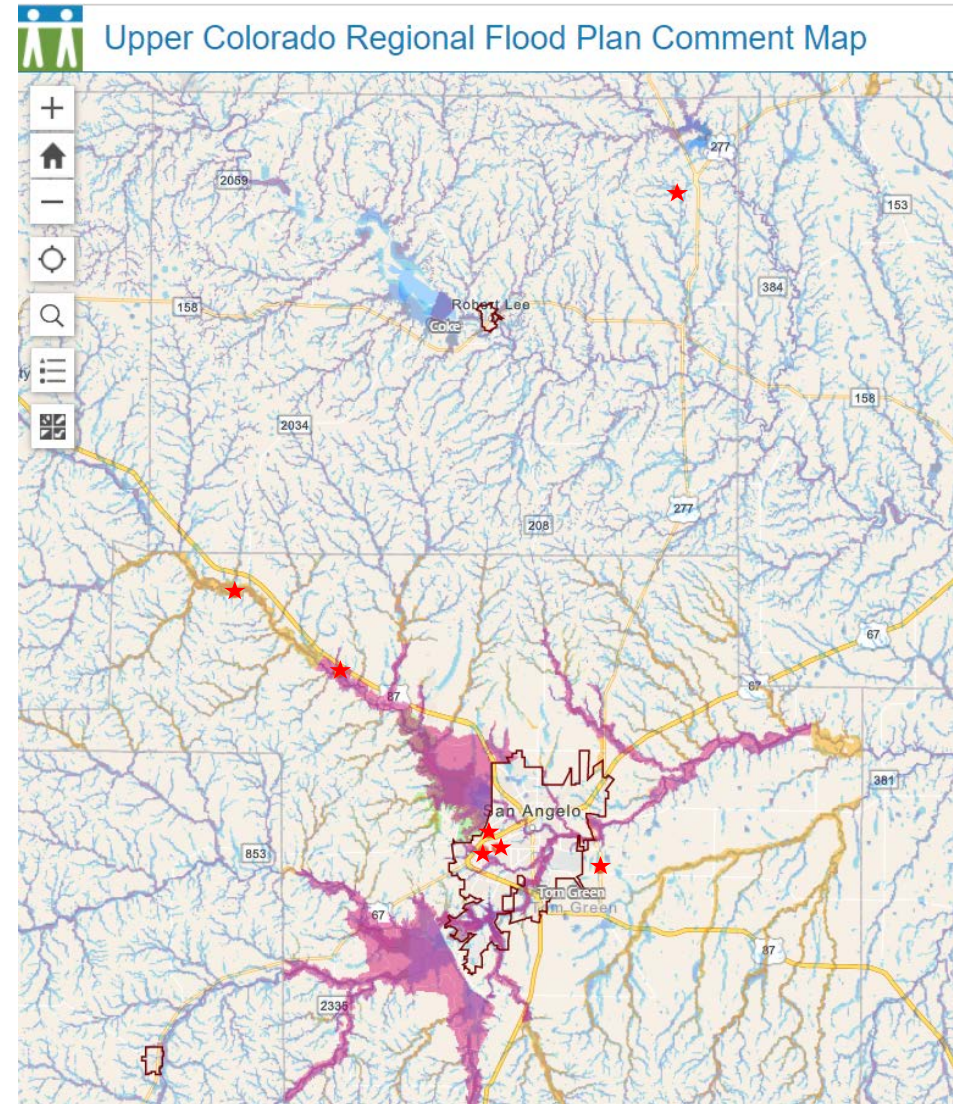 Upper Colorado Regional Flood Plan Comment Map
277
2059
153
384
158
Robert Lee
Coke
158
2034
277
208
67
87
87
381
San Angelo
853
Tom Green
Tom Green
67
87
2335